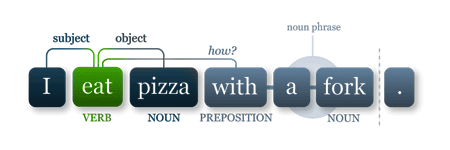 noun phrase
subject object
how?
I eat pizza with a fork .
VERB NOUN PREPOSITION NOUN